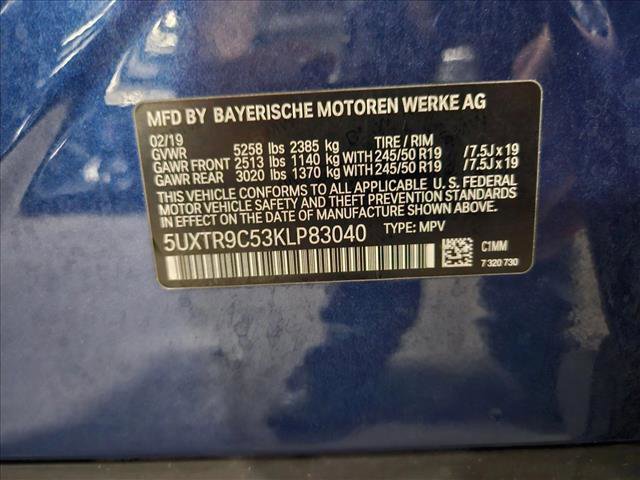 MFD BY BAYERISCHE MOTOREN WERKE AG
02/19
GVWR 5258 lbs 2385 kg TIRE / RIM
GAWR FRONT 2513 lbs 1140 kg WITH 245/50 R19 /7.5J x 19
GAWR REAR 3020 lbs 1370 kg WITH 245/50 R19 /7.5J x 19
THIS VEHICLE CONFORMS TO ALL APPLICABLE U. S. FEDERAL
MOTOR VEHICLE SAFETY AND THEFT PREVENTION STANDARDS
IN EFFECT ON THE DATE OF MANUFACTURE SHOWN ABOVE.
5UXTR9C53KLP83040 TYPE: MPV
C1MM
7 320 730